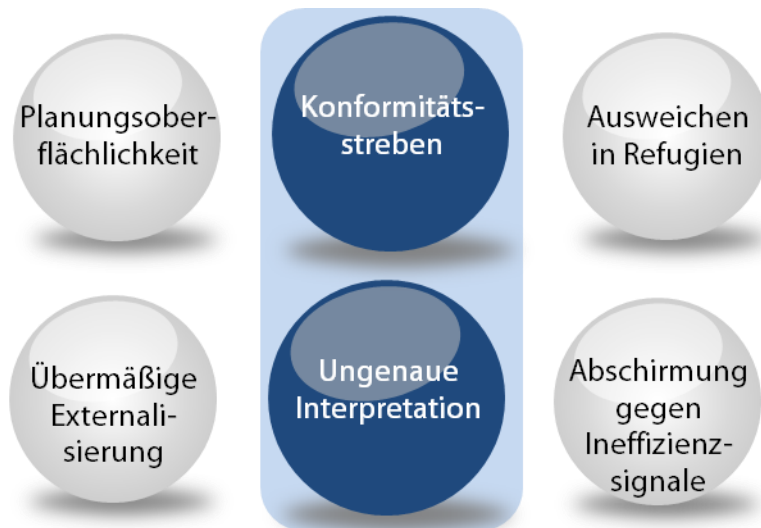 Planungsober-
flächlichkeit
Konformitäts-
streben
Ausweichen
in Refugien
Übermäßige
Externali-
sierung
Ungenaue
Interpretation
Abschirmung
gegen
Ineffizienz-
signale